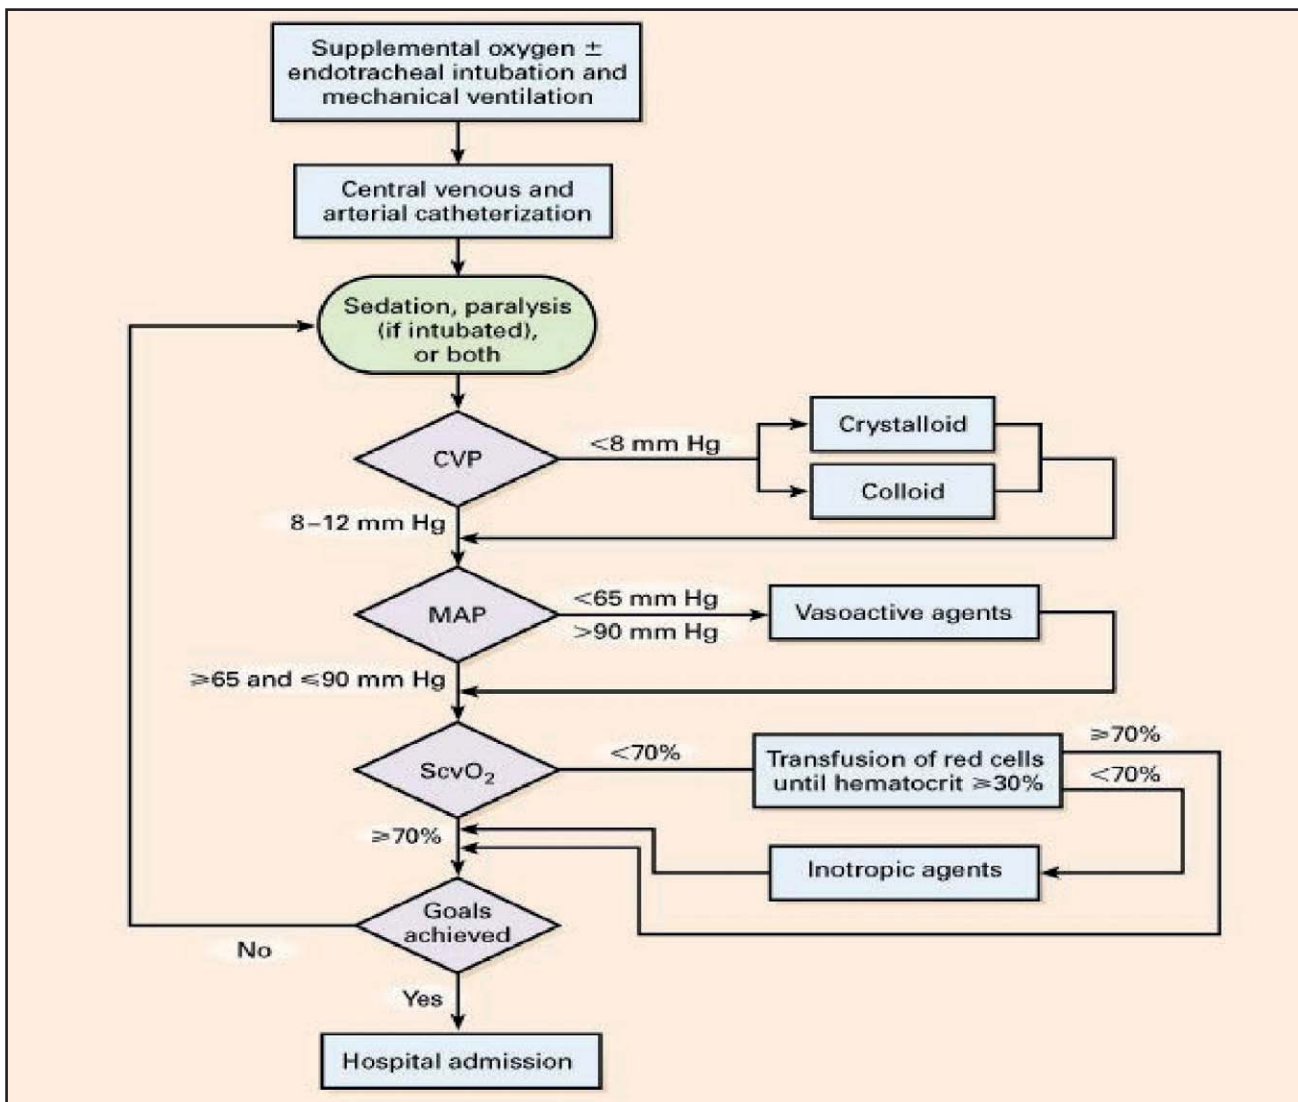 Supplemental oxygen ±
endotracheal intubation and
mechanical ventilation
Central venous and
arterial catheterization
Sedation, paralysis
(if intubated),
or both
CVP
<8 mm Hg
Crystalloid
Colloid
8–12 mm Hg
MAP
<65 mm Hg
>90 mm Hg
Vasoactive agents
⩾65 and ⩽90 mm Hg
ScvO₂
<70%
Transfusion of red cells
until hematocrit ⩾30%
⩾70%
<70%
⩾70%
Inotropic agents
Goals
achieved
No
Yes
Hospital admission